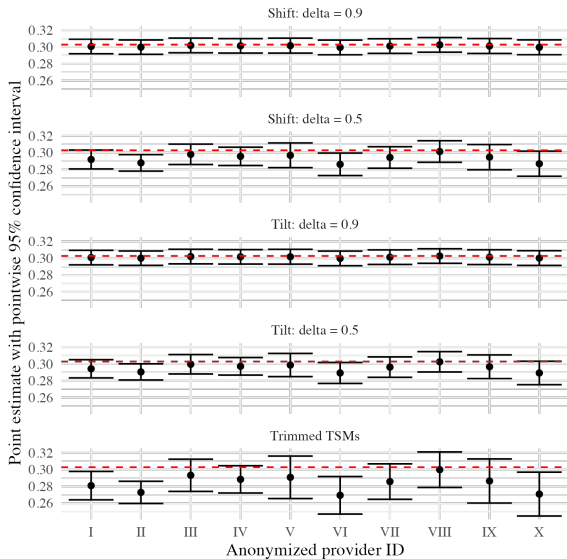 Shift: delta = 0.9
0.32
0.30
0.28
0.26
Shift: delta = 0.5
0.32
0.30
0.28
0.26
Tilt: delta = 0.9
0.32
0.30
0.28
0.26
Tilt: delta = 0.5
0.32
0.30
0.28
0.26
Trimmed TSMs
0.32
0.30
0.28
0.26
I II III IV V VI VII VIII IX X
Anonymized provider ID
Point estimate with pointwise 95% confidence interval